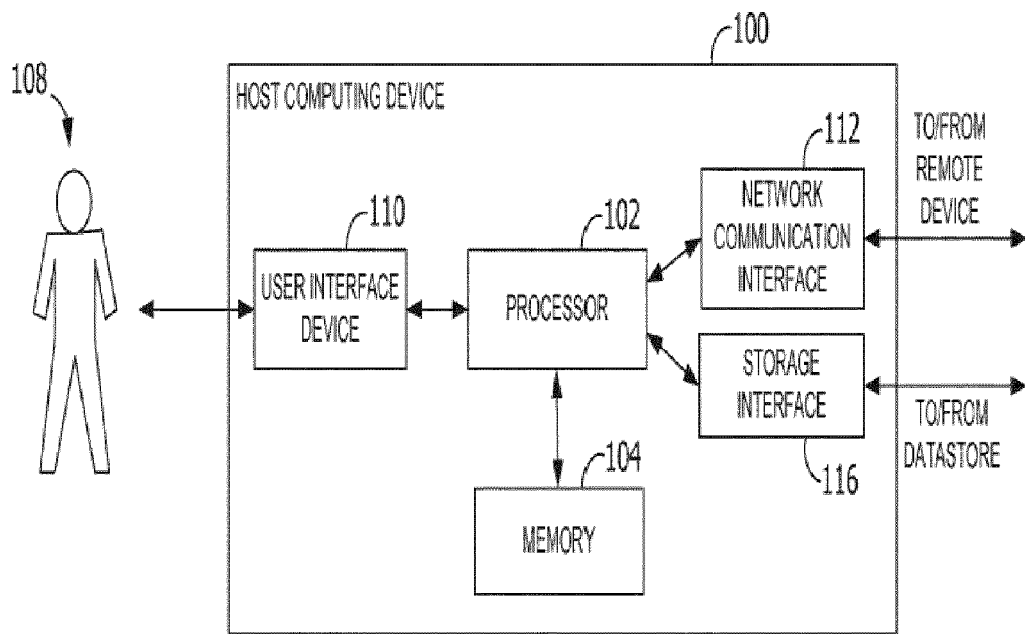 100
108
HOST COMPUTING DEVICE
112
TO/FROM
REMOTE
DEVICE
NETWORK
COMMUNICATION
INTERFACE
110
USER INTERFACE
DEVICE
102
PROCESSOR
STORAGE
INTERFACE
TO/FROM
DATASTORE
116
104
MEMORY